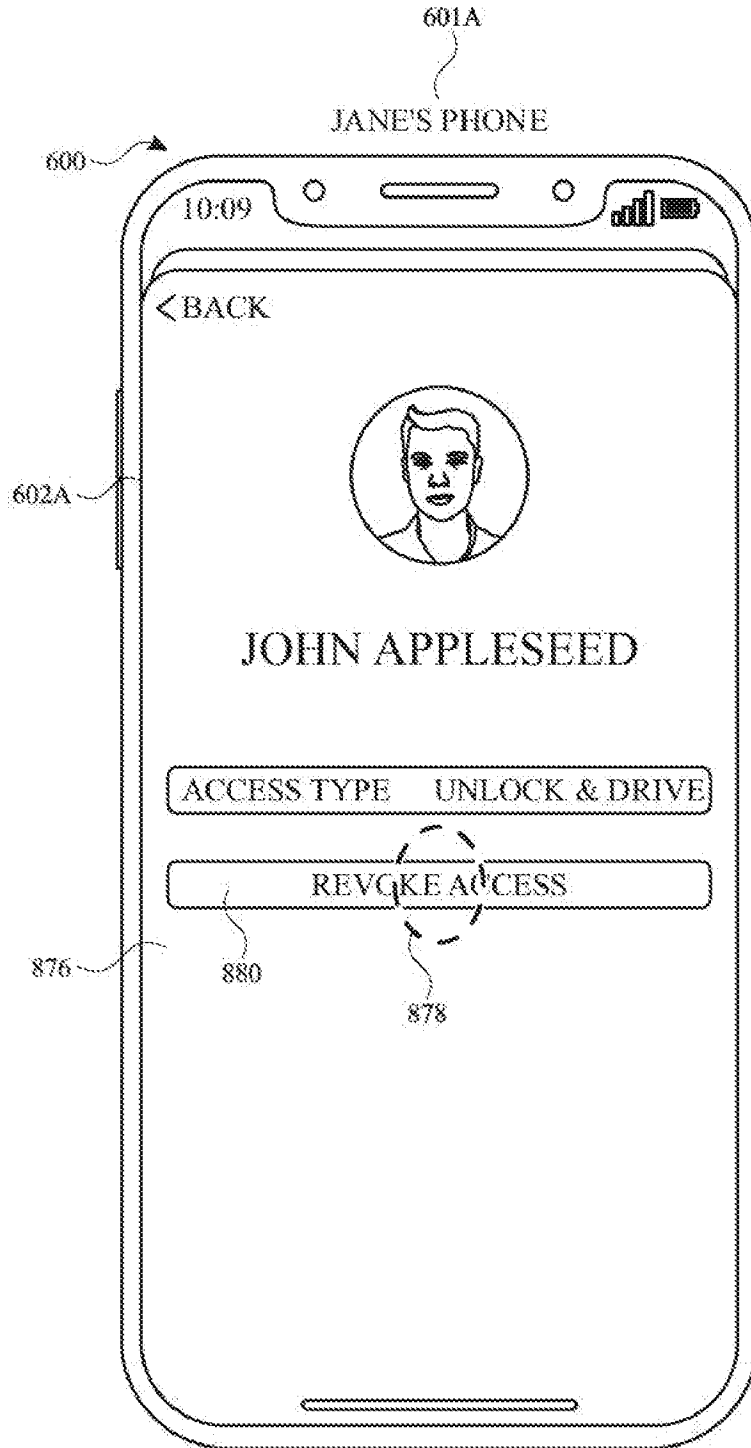 601A
JANE'S PHONE
600
10:09
< BACK
602A
JOHN APPLESEED
ACCESS TYPE UNLOCK & DRIVE
REVOKE ACCESS
876
880
878